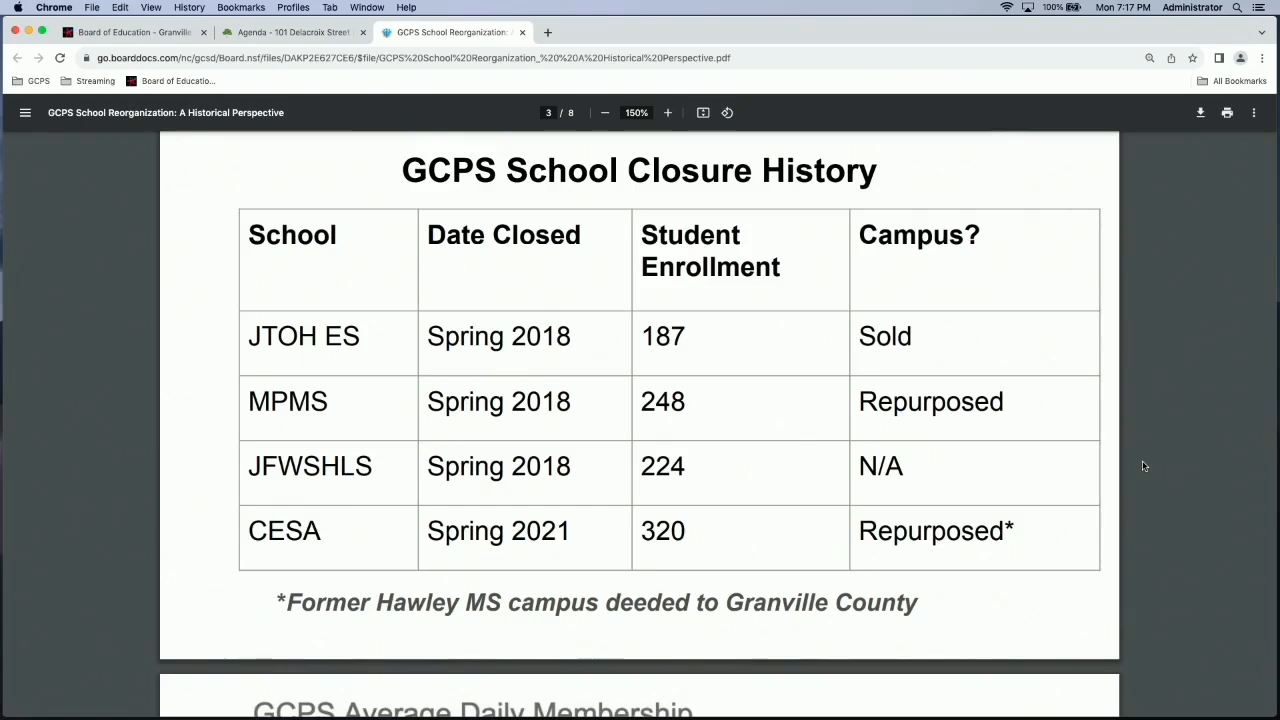 Chrome File Edit View History Bookmarks Profiles Tab Window Help 100% Mon 7:17 PM Administrator
Board of Education - Granville Agenda - 101 Delacroix Street GCPS School Reorganization: A
go.boarddocs.com/nc/gcsd/Board.nsf/files/DAKP2E627CE6/$file/GCPS%20School%20Reorganization_%20%20A%20Historical%20Perspective.pdf
GCPS Streaming Board of Educatio... All Bookmarks
GCPS School Reorganization: A Historical Perspective 3 / 8 150%
GCPS School Closure History
School Date Closed Student Enrollment Campus?
JTOH ES Spring 2018 187 Sold
MPMS Spring 2018 248 Repurposed
JFWSHLS Spring 2018 224 N/A
CESA Spring 2021 320 Repurposed*
*Former Hawley MS campus deeded to Granville County
GCPS Average Daily Membership